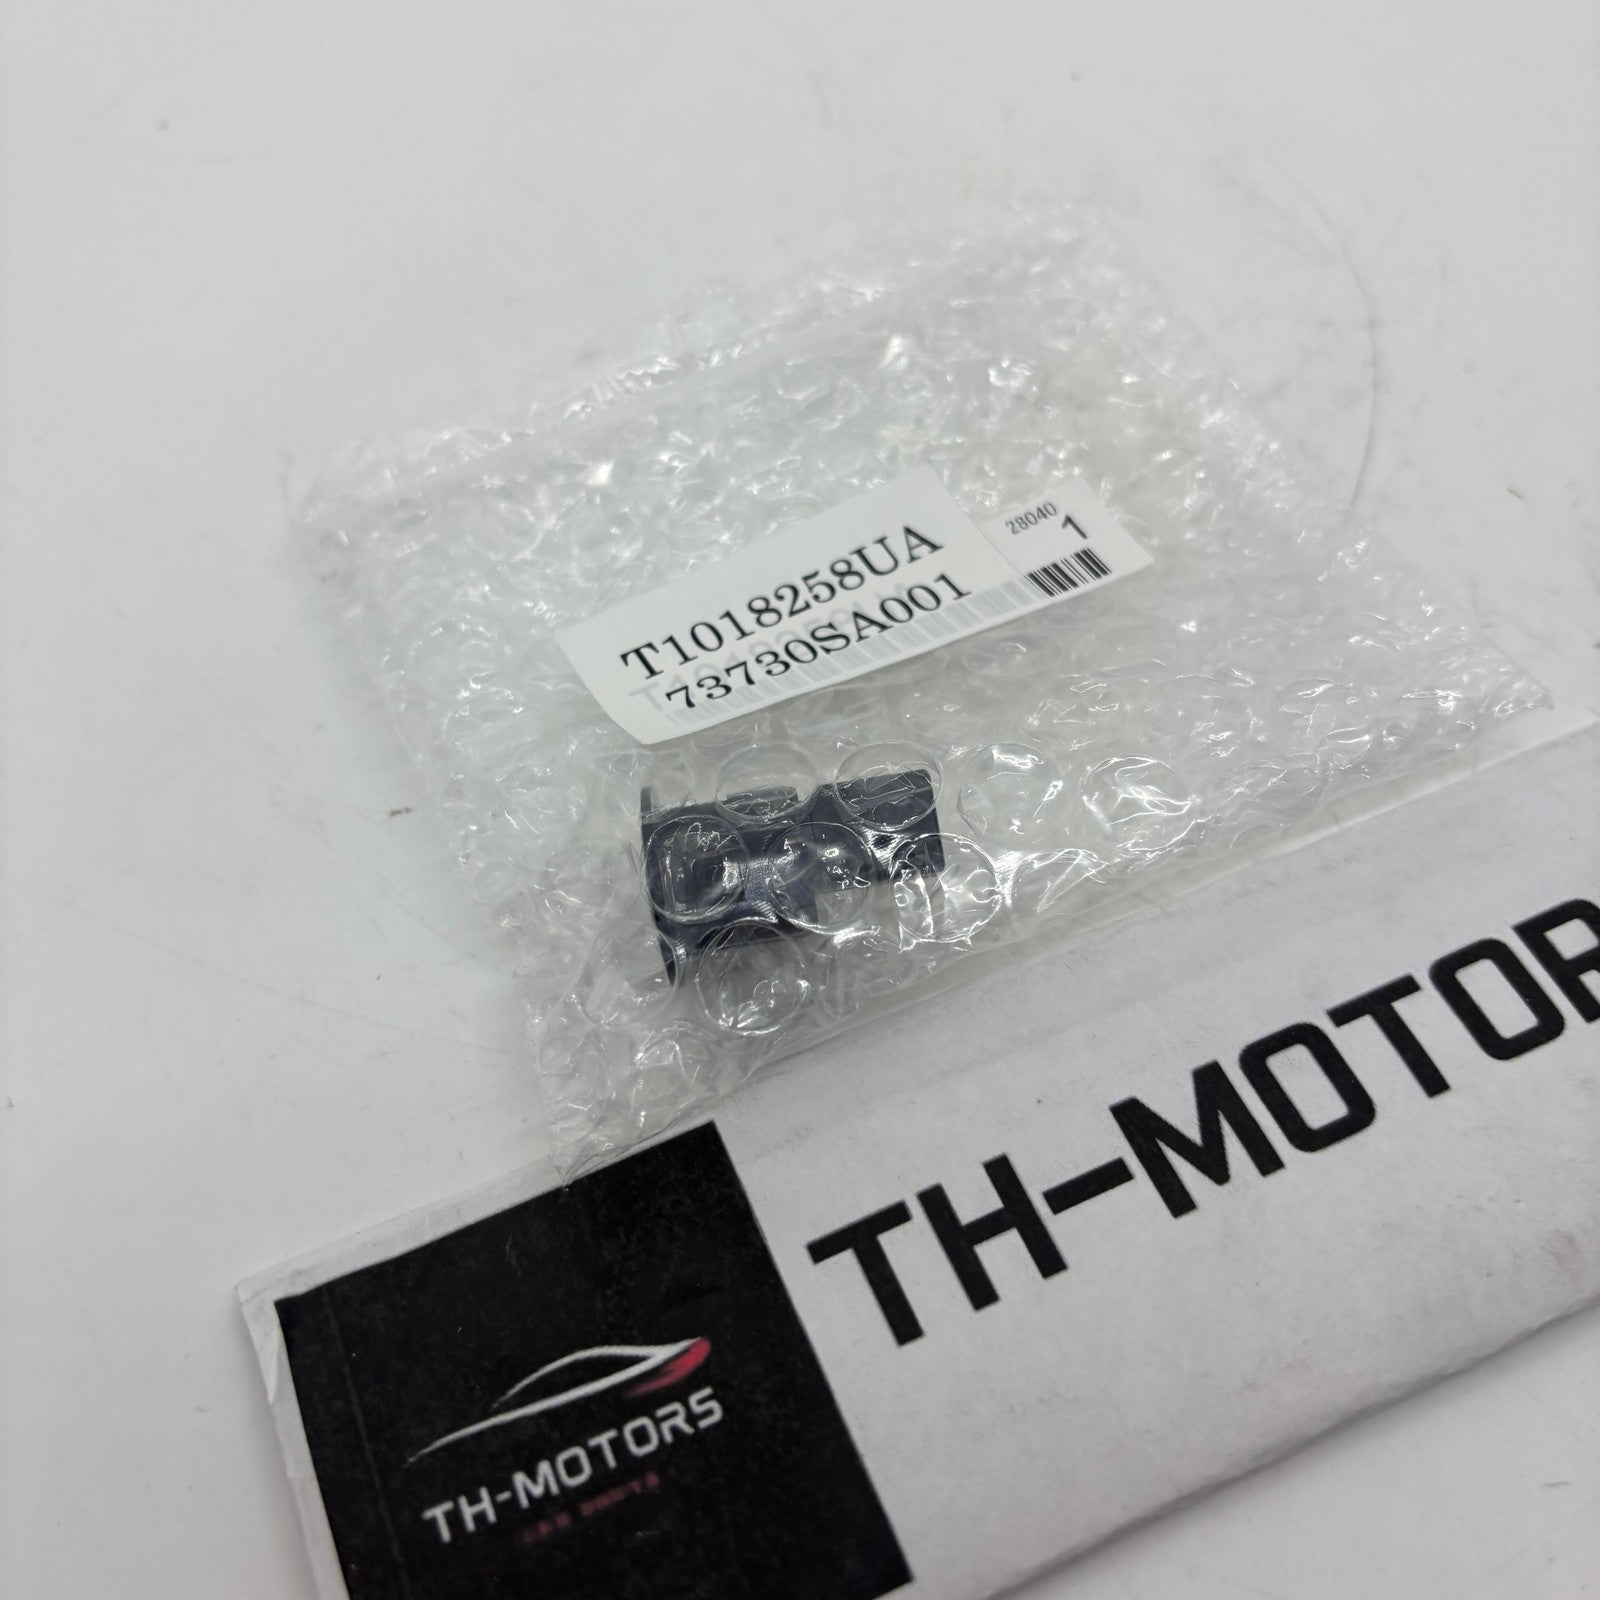 28040
1
T1018258UA
73730SA001
TH-MOTOR
TH-MOTORS